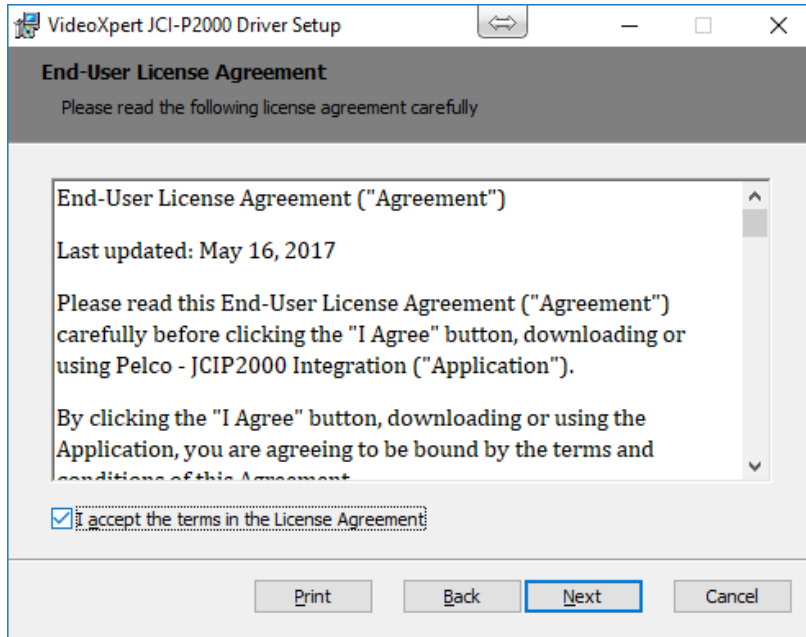 VideoXpert JCI-P2000 Driver Setup
End-User License Agreement
Please read the following license agreement carefully
End-User License Agreement ("Agreement")
Last updated: May 16, 2017
Please read this End-User License Agreement ("Agreement")
carefully before clicking the "I Agree" button, downloading or
using Pelco - JCIP2000 Integration ("Application").
By clicking the "I Agree" button, downloading or using the
Application, you are agreeing to be bound by the terms and
conditions of this Agreement.
I accept the terms in the License Agreement
Print Back Next Cancel